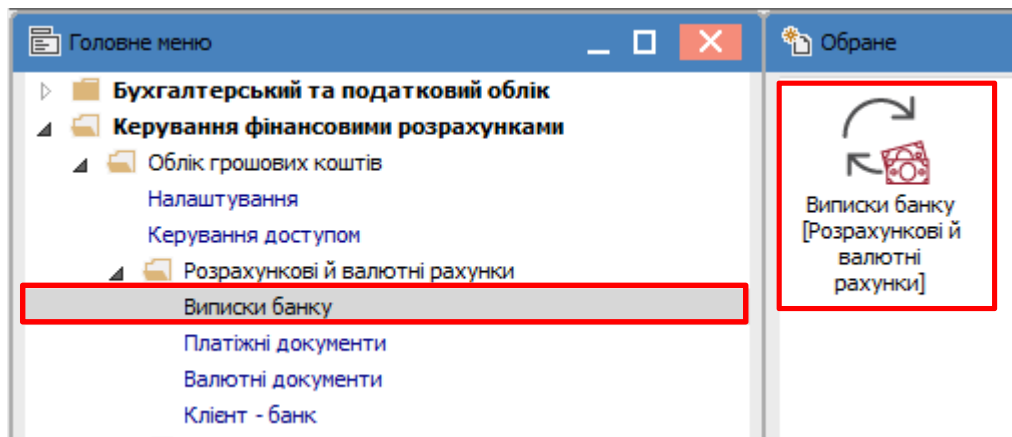 Головне меню
Бухгалтерський та податковий облік
Керування фінансовими розрахунками
Облік грошових коштів
Налаштування
Керування доступом
Розрахункові й валютні рахунки
Виписки банку
Платіжні документи
Валютні документи
Клієнт - банк
Обране
Виписки банку
[Розрахункові й
валютні
рахунки]